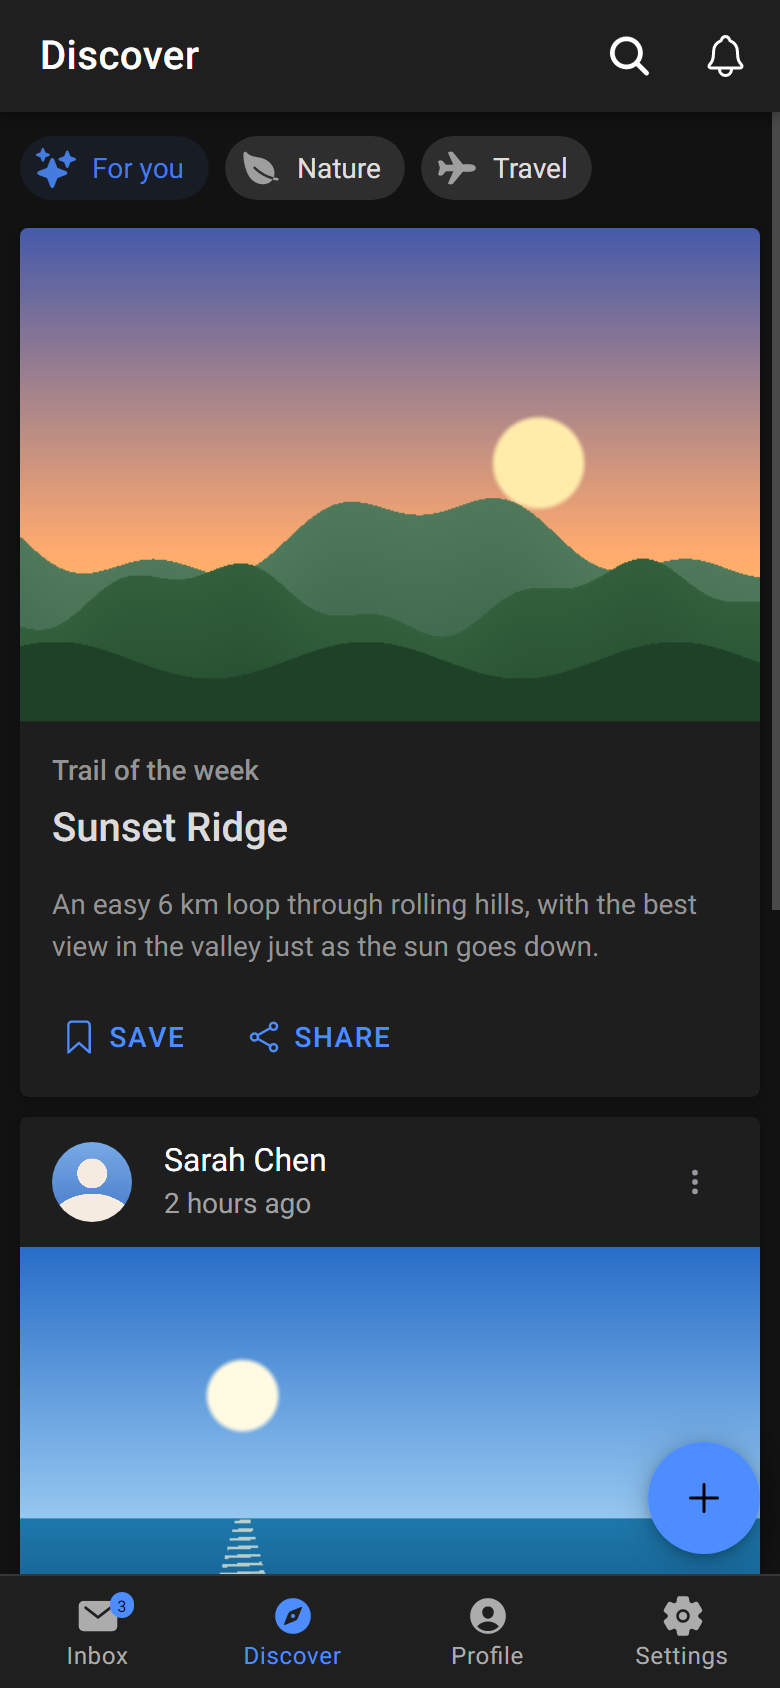 Discover
For you
Nature
Travel
Trail of the week
Sunset Ridge
An easy 6 km loop through rolling hills, with the best
view in the valley just as the sun goes down.
SAVE
SHARE
Sarah Chen
2 hours ago
3
Inbox
Discover
Profile
Settings